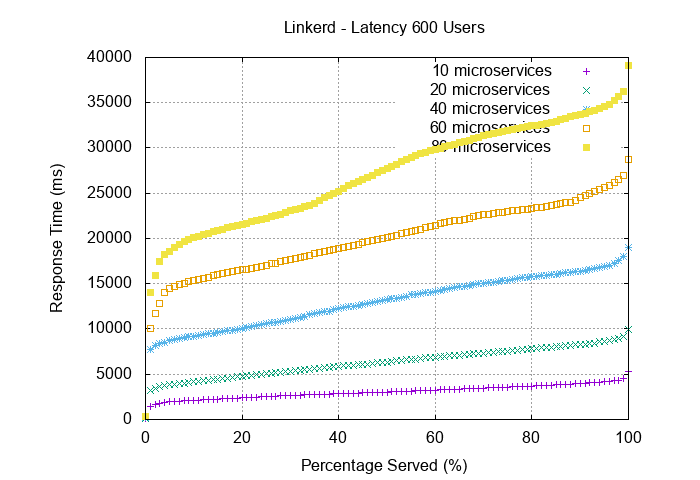 Linkerd - Latency 600 Users
40000
35000
30000
25000
20000
15000
10000
5000
0
Response Time (ms)
10 microservices
20 microservices
40 microservices
60 microservices
80 microservices
0
20
40
60
80
100
Percentage Served (%)